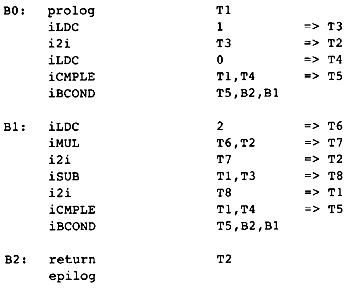 B0: prolog T1
iLDC 1 => T3
i2i T3 => T2
iLDC 0 => T4
iCMPLE T1,T4 => T5
iBCOND T5,B2,B1
B1: iLDC 2 => T6
iMUL T6,T2 => T7
i2i T7 => T2
iSUB T1,T3 => T8
i2i T8 => T1
iCMPLE T1,T4 => T5
iBCOND T5,B2,B1
B2: return T2
epilog